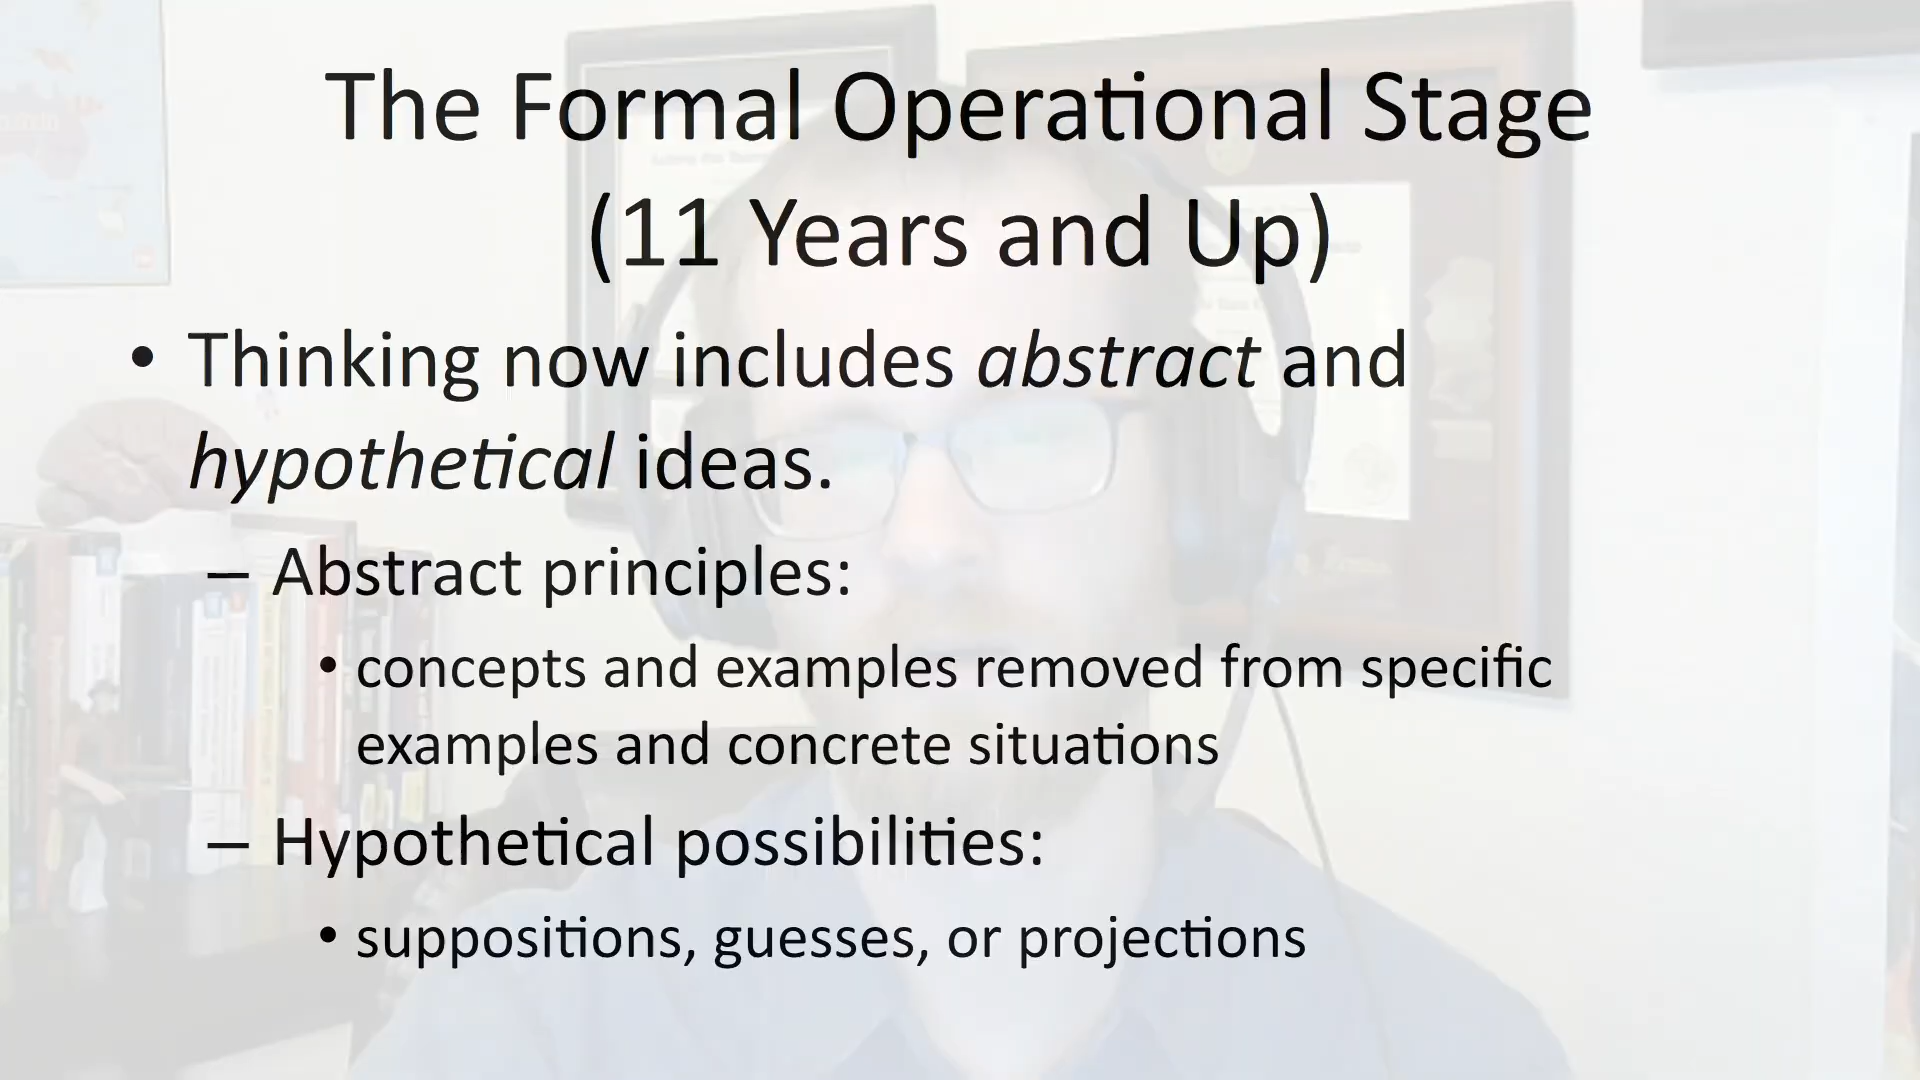 The Formal Operational Stage
(11 Years and Up)
• Thinking now includes abstract and
hypothetical ideas.
– Abstract principles:
• concepts and examples removed from specific
examples and concrete situations
– Hypothetical possibilities:
• suppositions, guesses, or projections